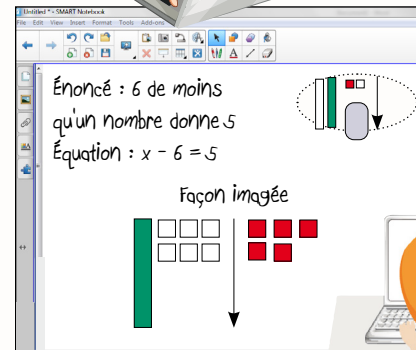 Untitled * - SMART Notebook
File Edit View Insert Format Tools Add-ons
Énoncé : 6 de moins
qu'un nombre donne 5
Équation : x - 6 = 5
Façon imagée